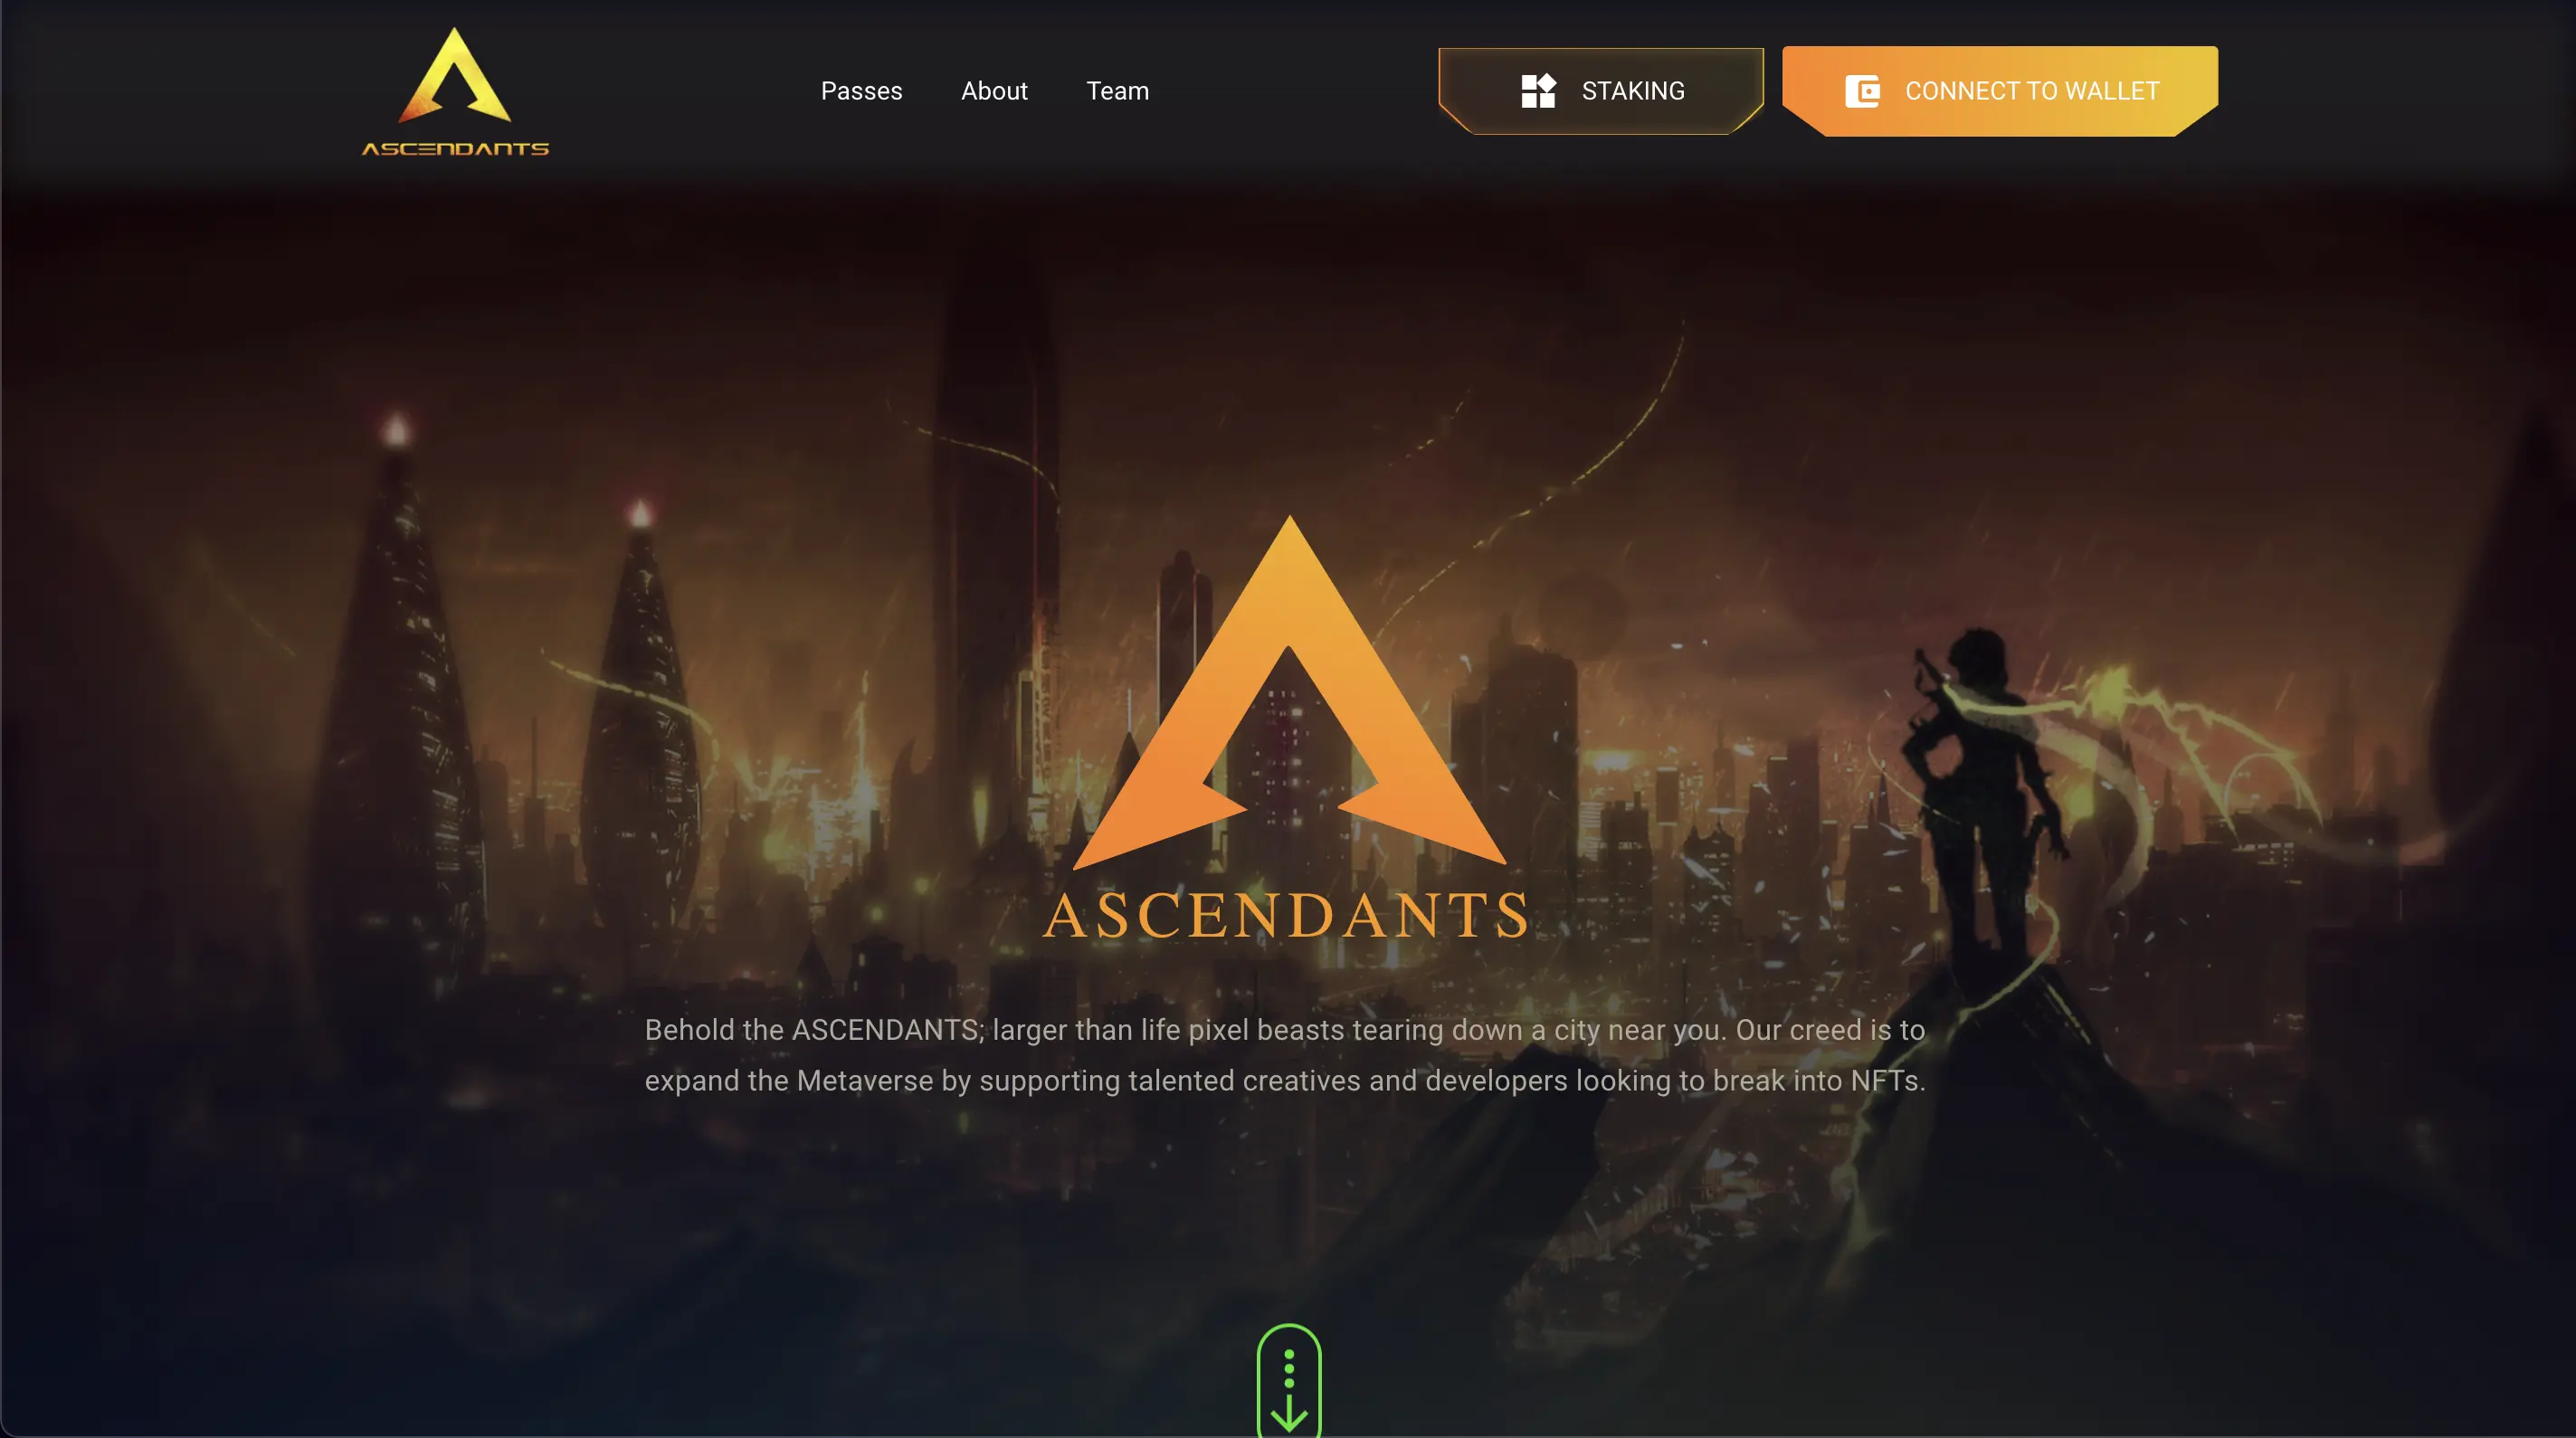 ASCENDANTS
Passes
About
Team
STAKING
CONNECT TO WALLET
ASCENDANTS
Behold the ASCENDANTS; larger than life pixel beasts tearing down a city near you. Our creed is to
expand the Metaverse by supporting talented creatives and developers looking to break into NFTs.